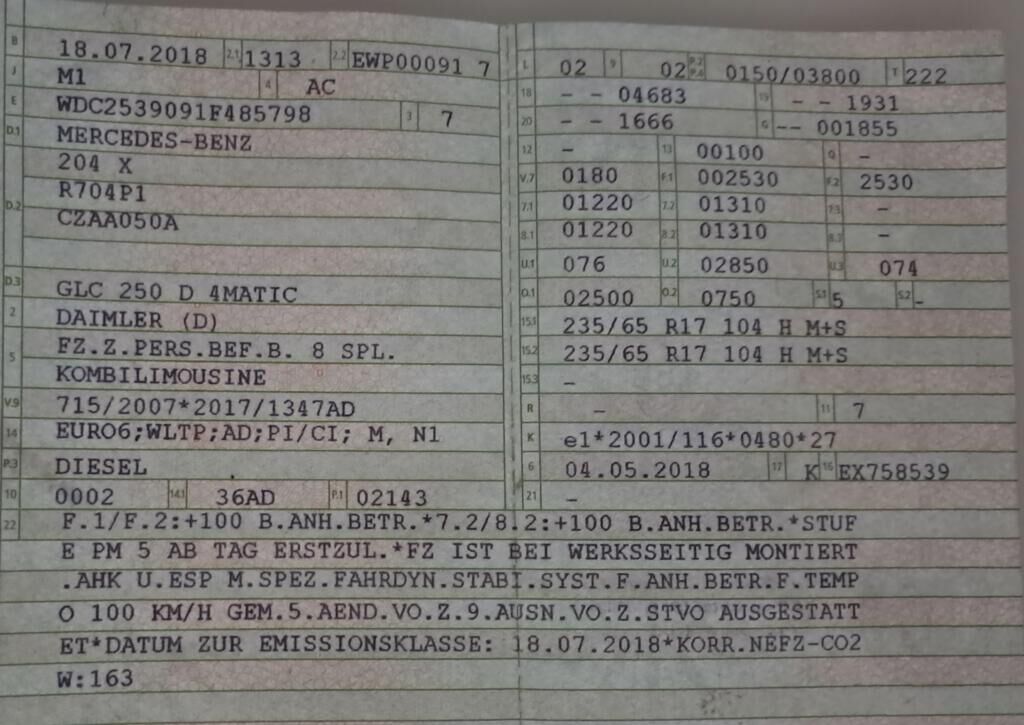 B 18.07.2018 2.1 1313 2.2 EWP00091 7
J M1 4 AC
E WDC2539091F485798 3 7
D.1 MERCEDES-BENZ
204 X
R704P1
D.2 CZAA050A
D.3 GLC 250 D 4MATIC
2 DAIMLER (D)
5 FZ.Z.PERS.BEF.B. 8 SPL.
KOMBILIMOUSINE
V.9 715/2007*2017/1347AD
14 EURO6;WLTP;AD;PI/CI; M, N1
P.3 DIESEL
10 0002 14.1 36AD P.1 02143
L 02 9 02 P.2 P.4 0150/03800 T 222
18 - - 04683 19 - - 1931
20 - - 1666 G -- 001855
12 - 13 00100 Q -
V.7 0180 F.1 002530 F.2 2530
7.1 01220 7.2 01310 7.3 -
8.1 01220 8.2 01310 8.3 -
U.1 076 U.2 02850 U.3 074
O.1 02500 O.2 0750 S.1 5 S.2 -
15.1 235/65 R17 104 H M+S
15.2 235/65 R17 104 H M+S
15.3 -
R - 11 7
K e1*2001/116*0480*27
6 04.05.2018 17 K 16 EX758539
21 -
22 F.1/F.2:+100 B.ANH.BETR.*7.2/8.2:+100 B.ANH.BETR.*STUF
E PM 5 AB TAG ERSTZUL.*FZ IST BEI WERKSSEITIG MONTIERT
.AHK U.ESP M.SPEZ.FAHRDYN.STABI.SYST.F.ANH.BETR.F.TEMP
O 100 KM/H GEM.5.AEND.VO.Z.9.AUSN.VO.Z.STVO AUSGESTATT
ET*DATUM ZUR EMISSIONSKLASSE: 18.07.2018*KORR.NEFZ-CO2
W:163